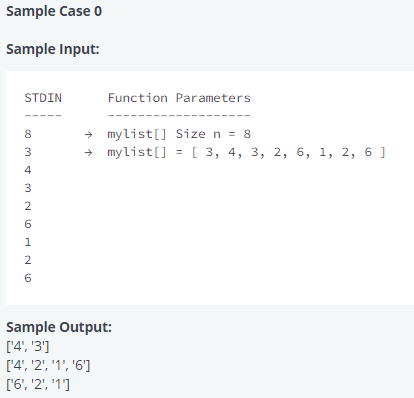 Sample Case 0
Sample Input:
STDIN Function Parameters
----- -------------------
8 → mylist[] Size n = 8
3 → mylist[] = [ 3, 4, 3, 2, 6, 1, 2, 6 ]
4
3
2
6
1
2
6
Sample Output:
['4', '3']
['4', '2', '1', '6']
['6', '2', '1']